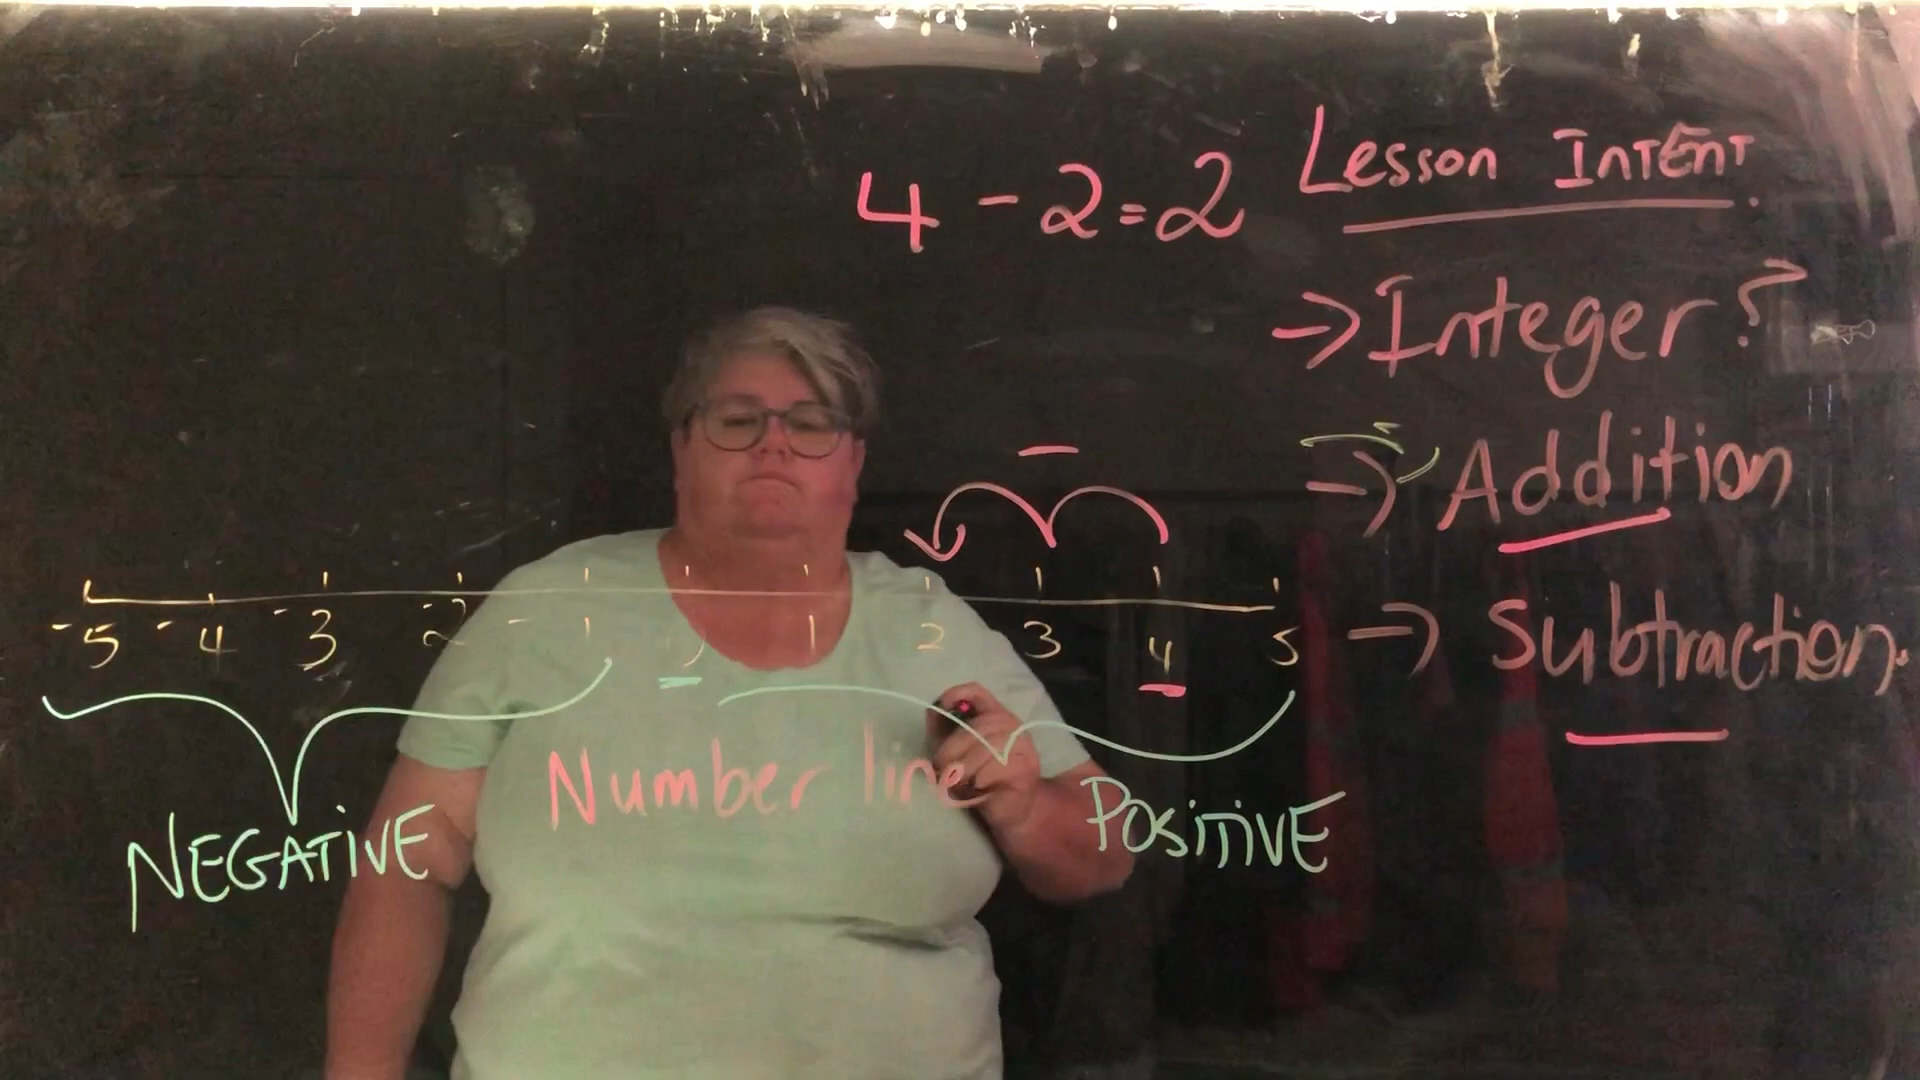 4 - 2 = 2
Lesson INTENT
→ Integer?
→ Addition
→ Subtraction.
-5 -4 -3 -2 -1 0 1 2 3 4 5
Number line
NEGATIVE
POSITIVE